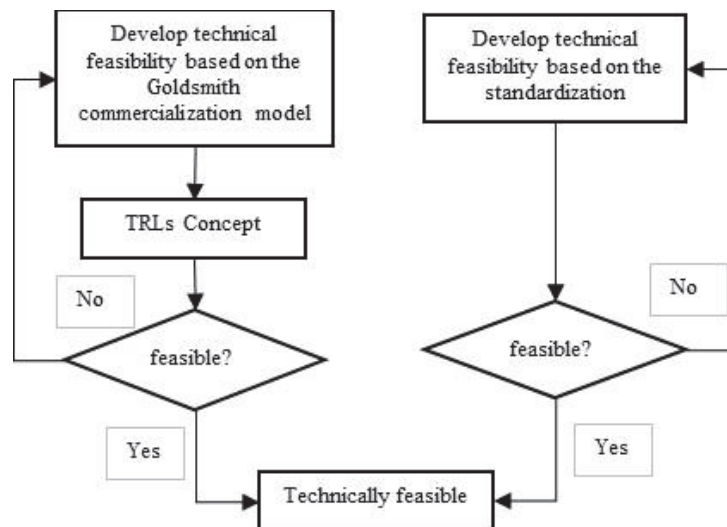 Develop technical
feasibility based on the
Goldsmith
commercialization model
TRLs Concept
No
feasible?
Yes
Develop technical
feasibility based on the
standardization
No
feasible?
Yes
Technically feasible